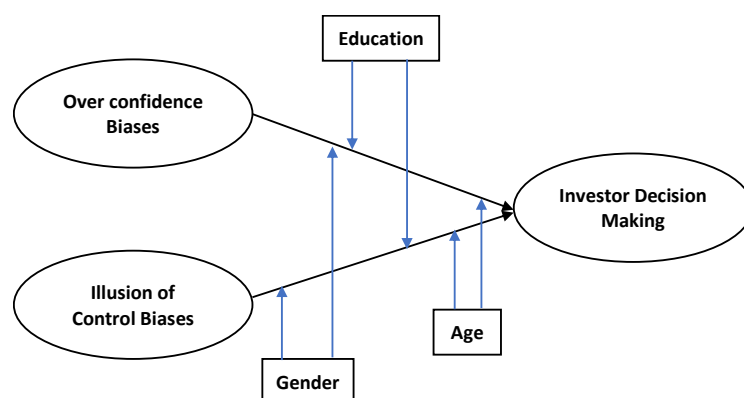 Education
Over confidence
Biases
Investor Decision
Making
Illusion of
Control Biases
Age
Gender